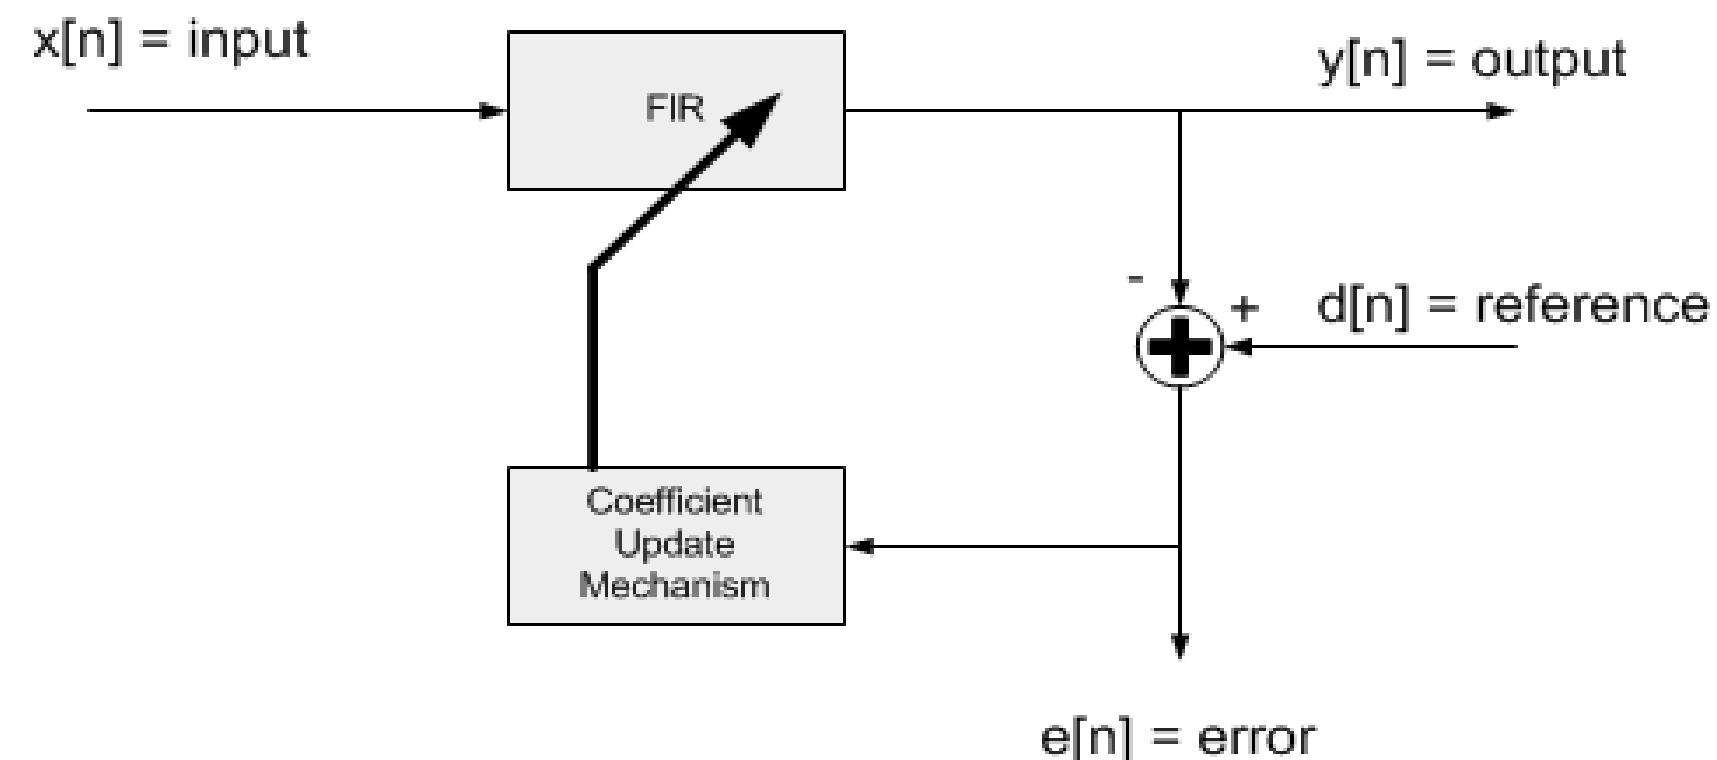 x[n] = input
FIR
y[n] = output
-
+
d[n] = reference
Coefficient
Update
Mechanism
e[n] = error